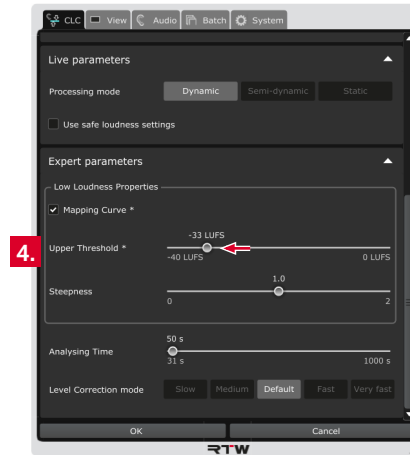 CLC View Audio Batch System
Live parameters
Processing mode Dynamic Semi-dynamic Static
Use safe loudness settings
Expert parameters
Low Loudness Properties
Mapping Curve *
-33 LUFS
4. Upper Threshold *
-40 LUFS 0 LUFS
1.0
Steepness
0 2
50 s
Analysing Time
31 s 1000 s
Level Correction mode Slow Medium Default Fast Very fast
OK Cancel
RTW